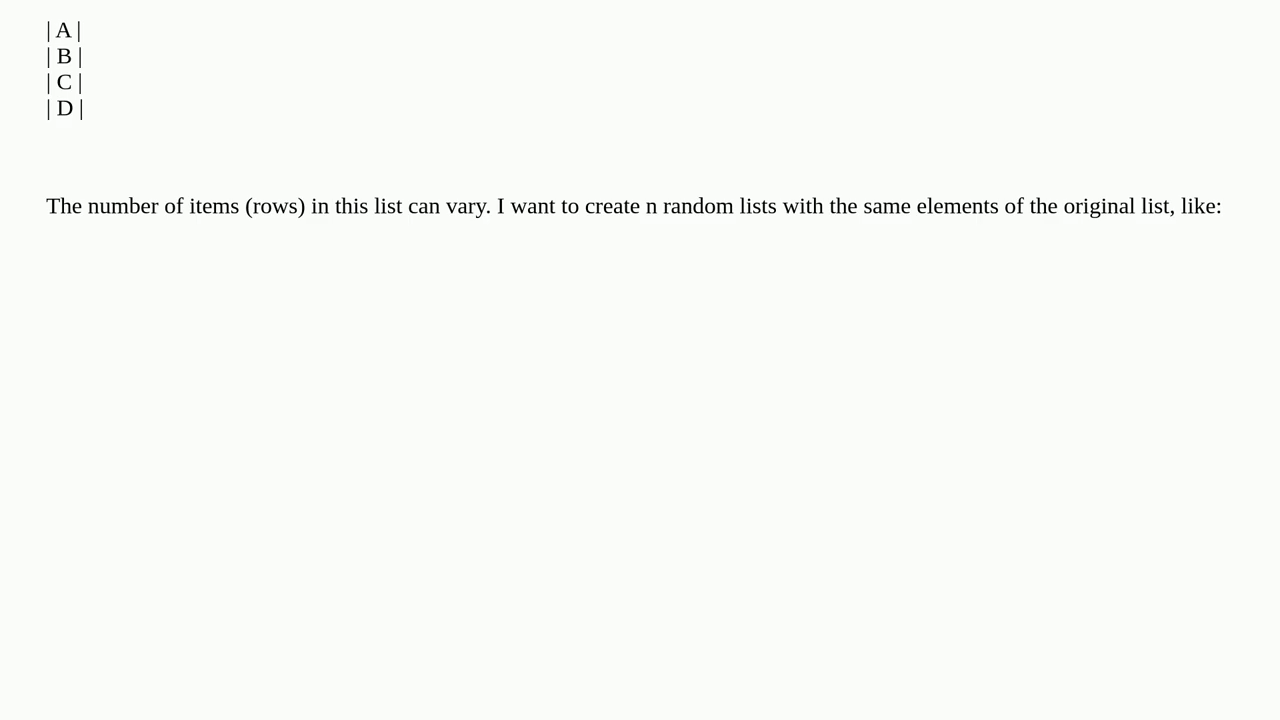 | A |
| B |
| C |
| D |
The number of items (rows) in this list can vary. I want to create n random lists with the same elements of the original list, like: